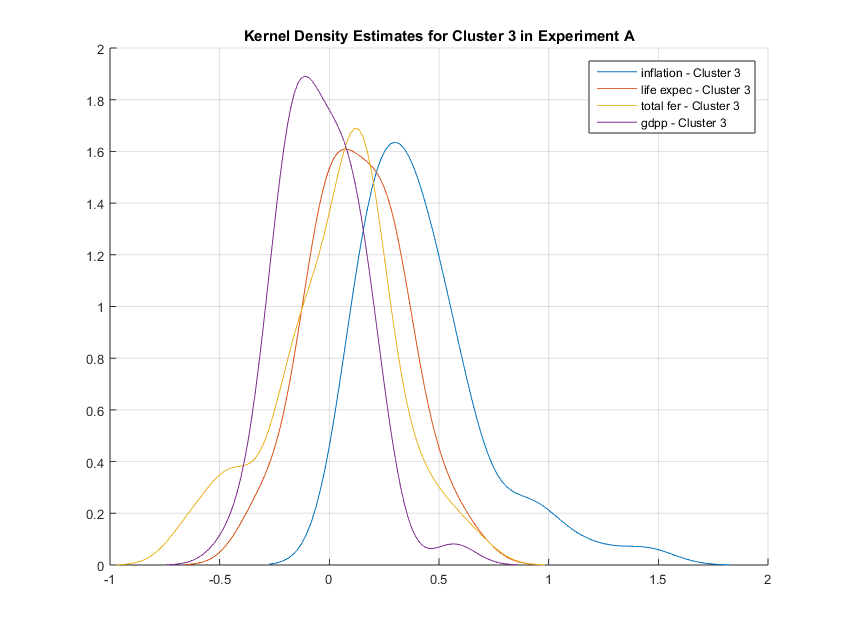 Kernel Density Estimates for Cluster 3 in Experiment A
2
1.8
1.6
1.4
1.2
1
0.8
0.6
0.4
0.2
0
inflation - Cluster 3
life expec - Cluster 3
total fer - Cluster 3
gdpp - Cluster 3
-1 -0.5 0 0.5 1 1.5 2